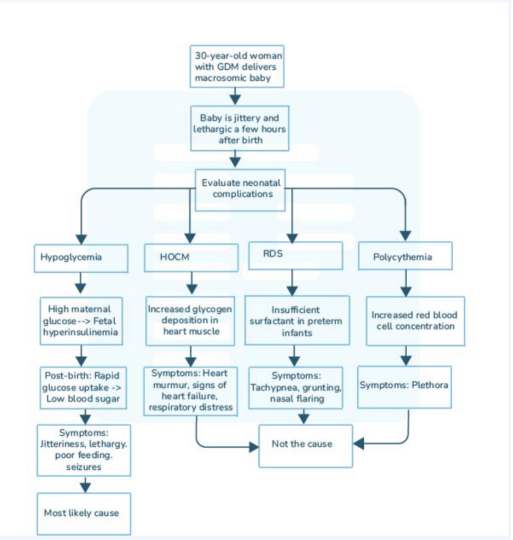 30-year-old woman
with GDM delivers
macrosomic baby
Baby is jittery and
lethargic a few hours
after birth
Evaluate neonatal
complications
Hypoglycemia
HOCM
RDS
Polycythemia
High maternal
glucose--> Fetal
hyperinsulinemia
Increased glycogen
deposition in
heart muscle
Insufficient
surfactant in preterm
infants
Increased red blood
cell concentration
Post-birth: Rapid
glucose uptake ->
Low blood sugar
Symptoms: Heart
murmur, signs of
heart failure,
respiratory distress
Symptoms:
Tachypnea, grunting,
nasal flaring
Symptoms: Plethora
Symptoms:
Jitteriness, lethargy.
poor feeding.
seizures
Not the cause
Most likely cause